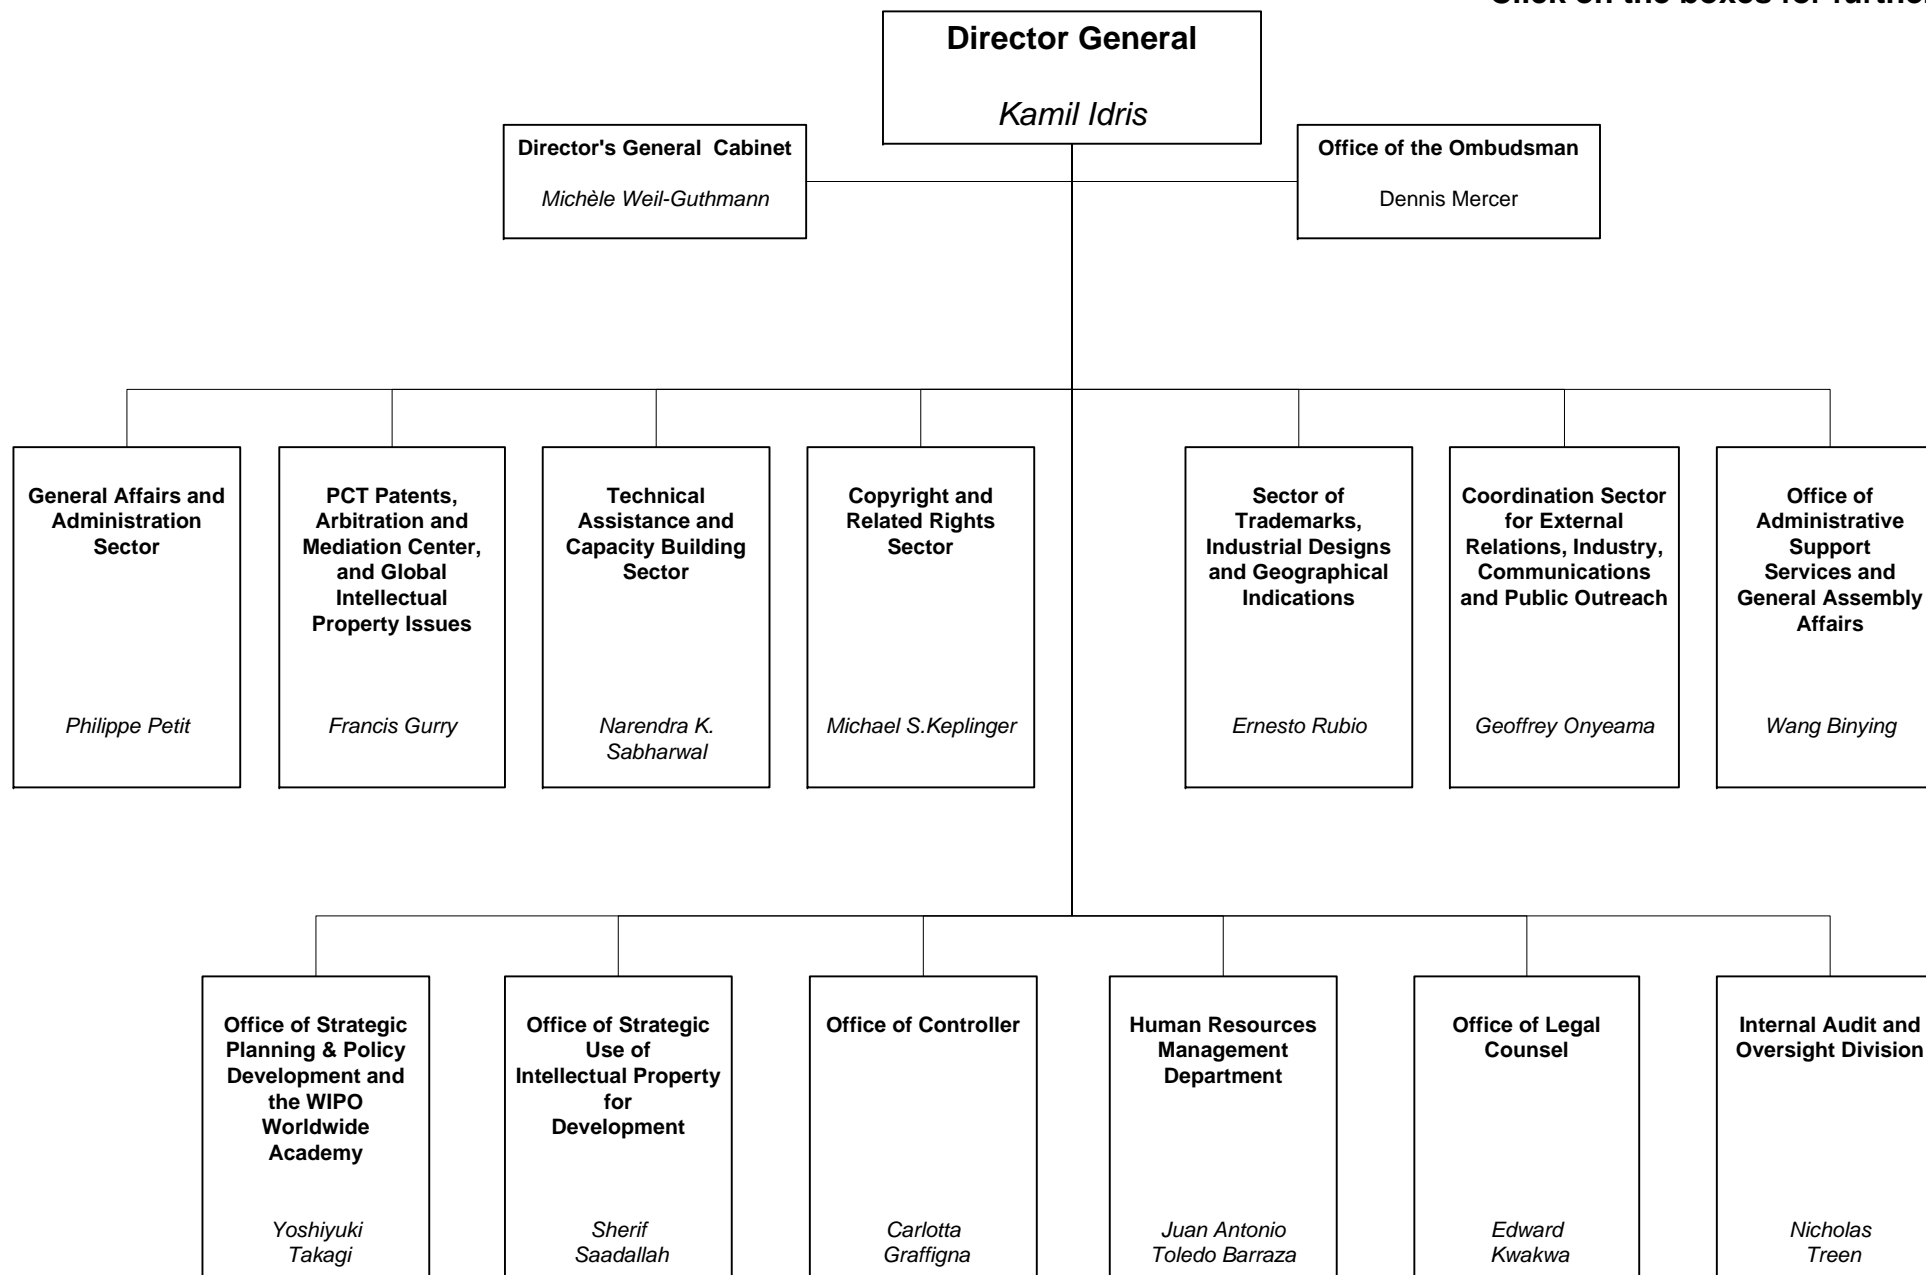 Click on the boxes for further
Director General
Kamil Idris
Director's General Cabinet
Michèle Weil-Guthmann
Office of the Ombudsman
Dennis Mercer
General Affairs and
Administration
Sector
Philippe Petit
PCT Patents,
Arbitration and
Mediation Center,
and Global
Intellectual
Property Issues
Francis Gurry
Technical
Assistance and
Capacity Building
Sector
Narendra K.
Sabharwal
Copyright and
Related Rights
Sector
Michael S.Keplinger
Sector of
Trademarks,
Industrial Designs
and Geographical
Indications
Ernesto Rubio
Coordination Sector
for External
Relations, Industry,
Communications
and Public Outreach
Geoffrey Onyeama
Office of
Administrative
Support
Services and
General Assembly
Affairs
Wang Binying
Office of Strategic
Planning & Policy
Development and
the WIPO
Worldwide
Academy
Yoshiyuki
Takagi
Office of Strategic
Use of
Intellectual Property
for
Development
Sherif
Saadallah
Office of Controller
Carlotta
Graffigna
Human Resources
Management
Department
Juan Antonio
Toledo Barraza
Office of Legal
Counsel
Edward
Kwakwa
Internal Audit and
Oversight Division
Nicholas
Treen